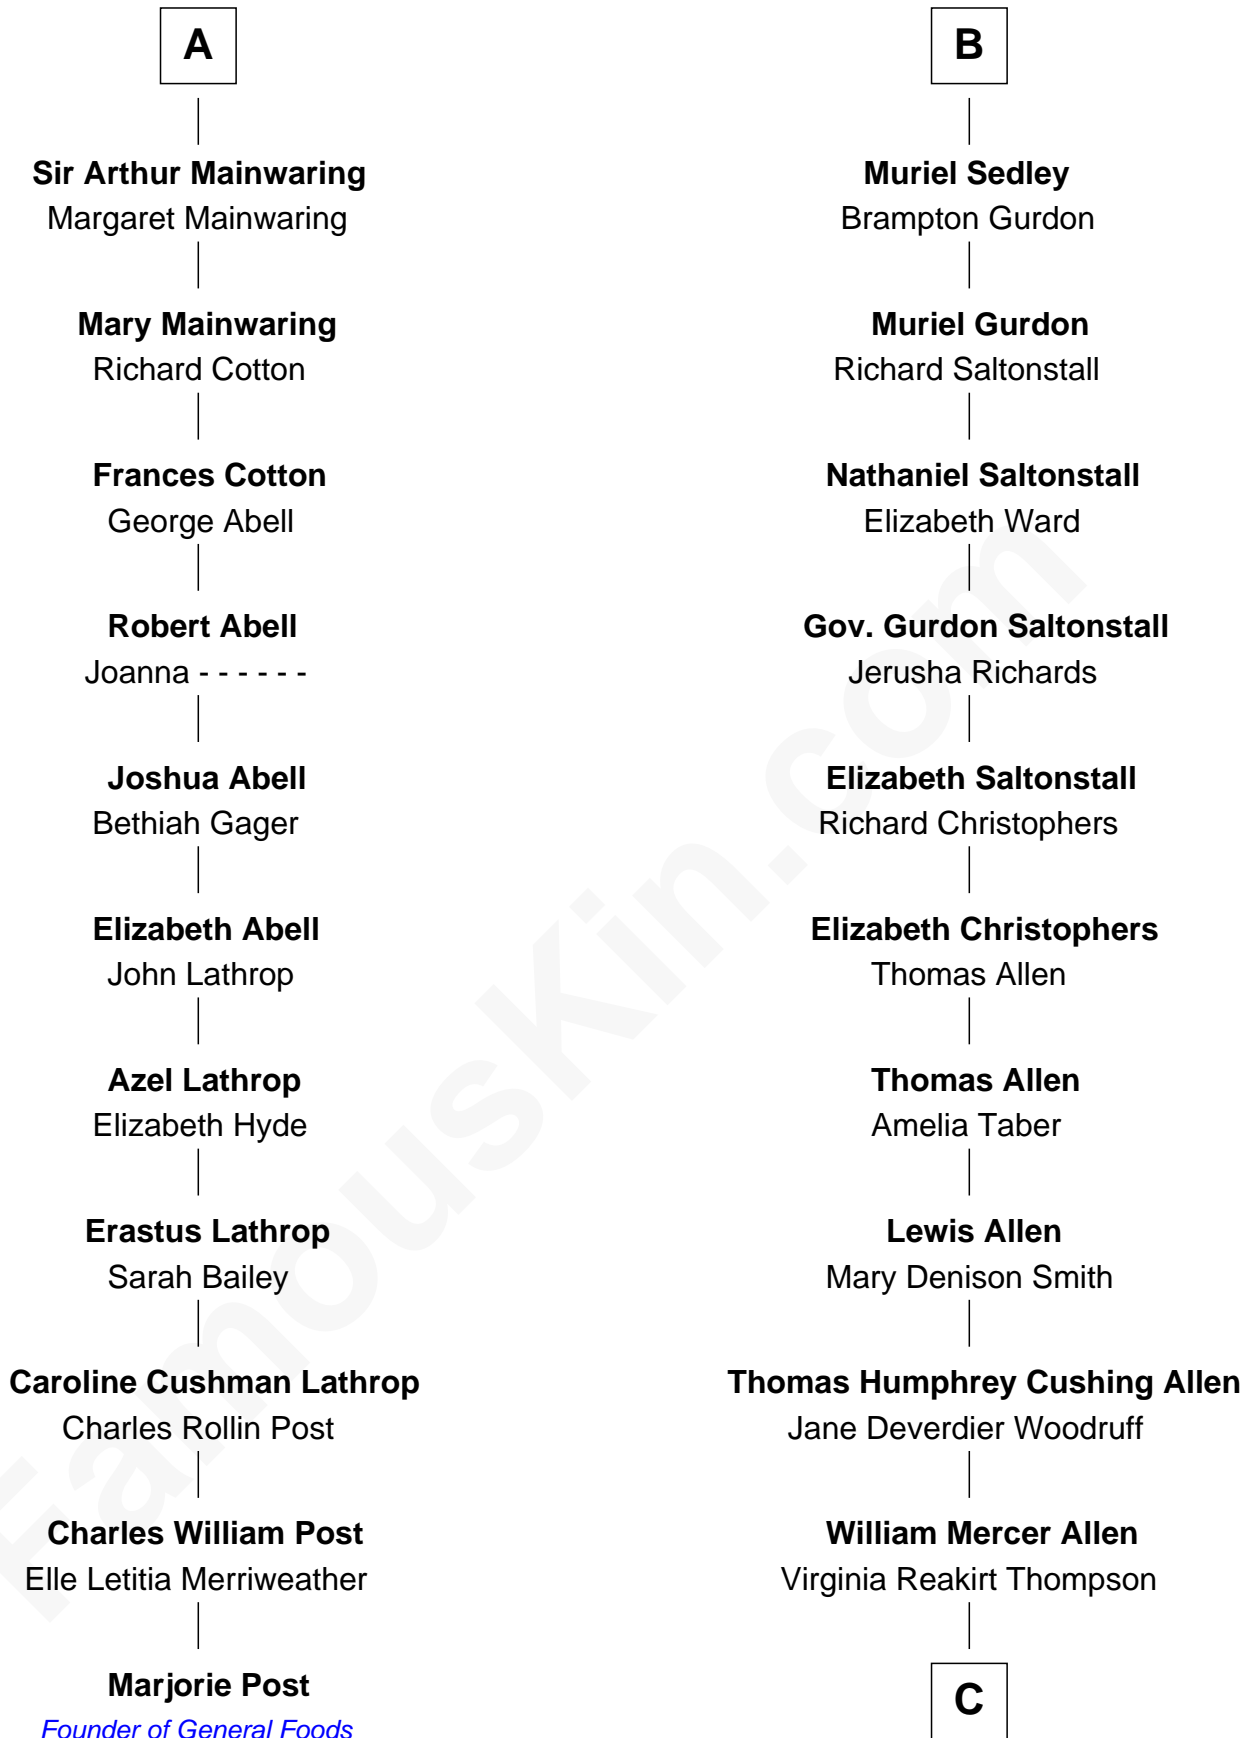 A
Sir Arthur Mainwaring
Margaret Mainwaring
Mary Mainwaring
Richard Cotton
Frances Cotton
George Abell
Robert Abell
Joanna - - - - - -
Joshua Abell
Bethiah Gager
Elizabeth Abell
John Lathrop
Azel Lathrop
Elizabeth Hyde
Erastus Lathrop
Sarah Bailey
Caroline Cushman Lathrop
Charles Rollin Post
Charles William Post
Elle Letitia Merriweather
Marjorie Post
Founder of General Foods
B
Muriel Sedley
Brampton Gurdon
Muriel Gurdon
Richard Saltonstall
Nathaniel Saltonstall
Elizabeth Ward
Gov. Gurdon Saltonstall
Jerusha Richards
Elizabeth Saltonstall
Richard Christophers
Elizabeth Christophers
Thomas Allen
Thomas Allen
Amelia Taber
Lewis Allen
Mary Denison Smith
Thomas Humphrey Cushing Allen
Jane Deverdier Woodruff
William Mercer Allen
Virginia Reakirt Thompson
C
FamousKin.com